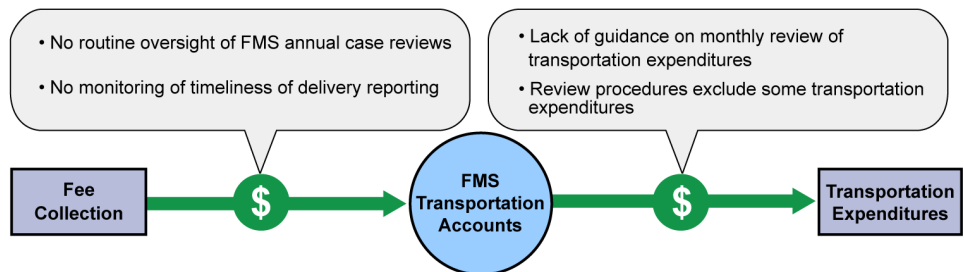 • No routine oversight of FMS annual case reviews
• No monitoring of timeliness of delivery reporting
• Lack of guidance on monthly review of
transportation expenditures
• Review procedures exclude some transportation
expenditures
Fee
Collection
$
FMS
Transportation
Accounts
$
Transportation
Expenditures